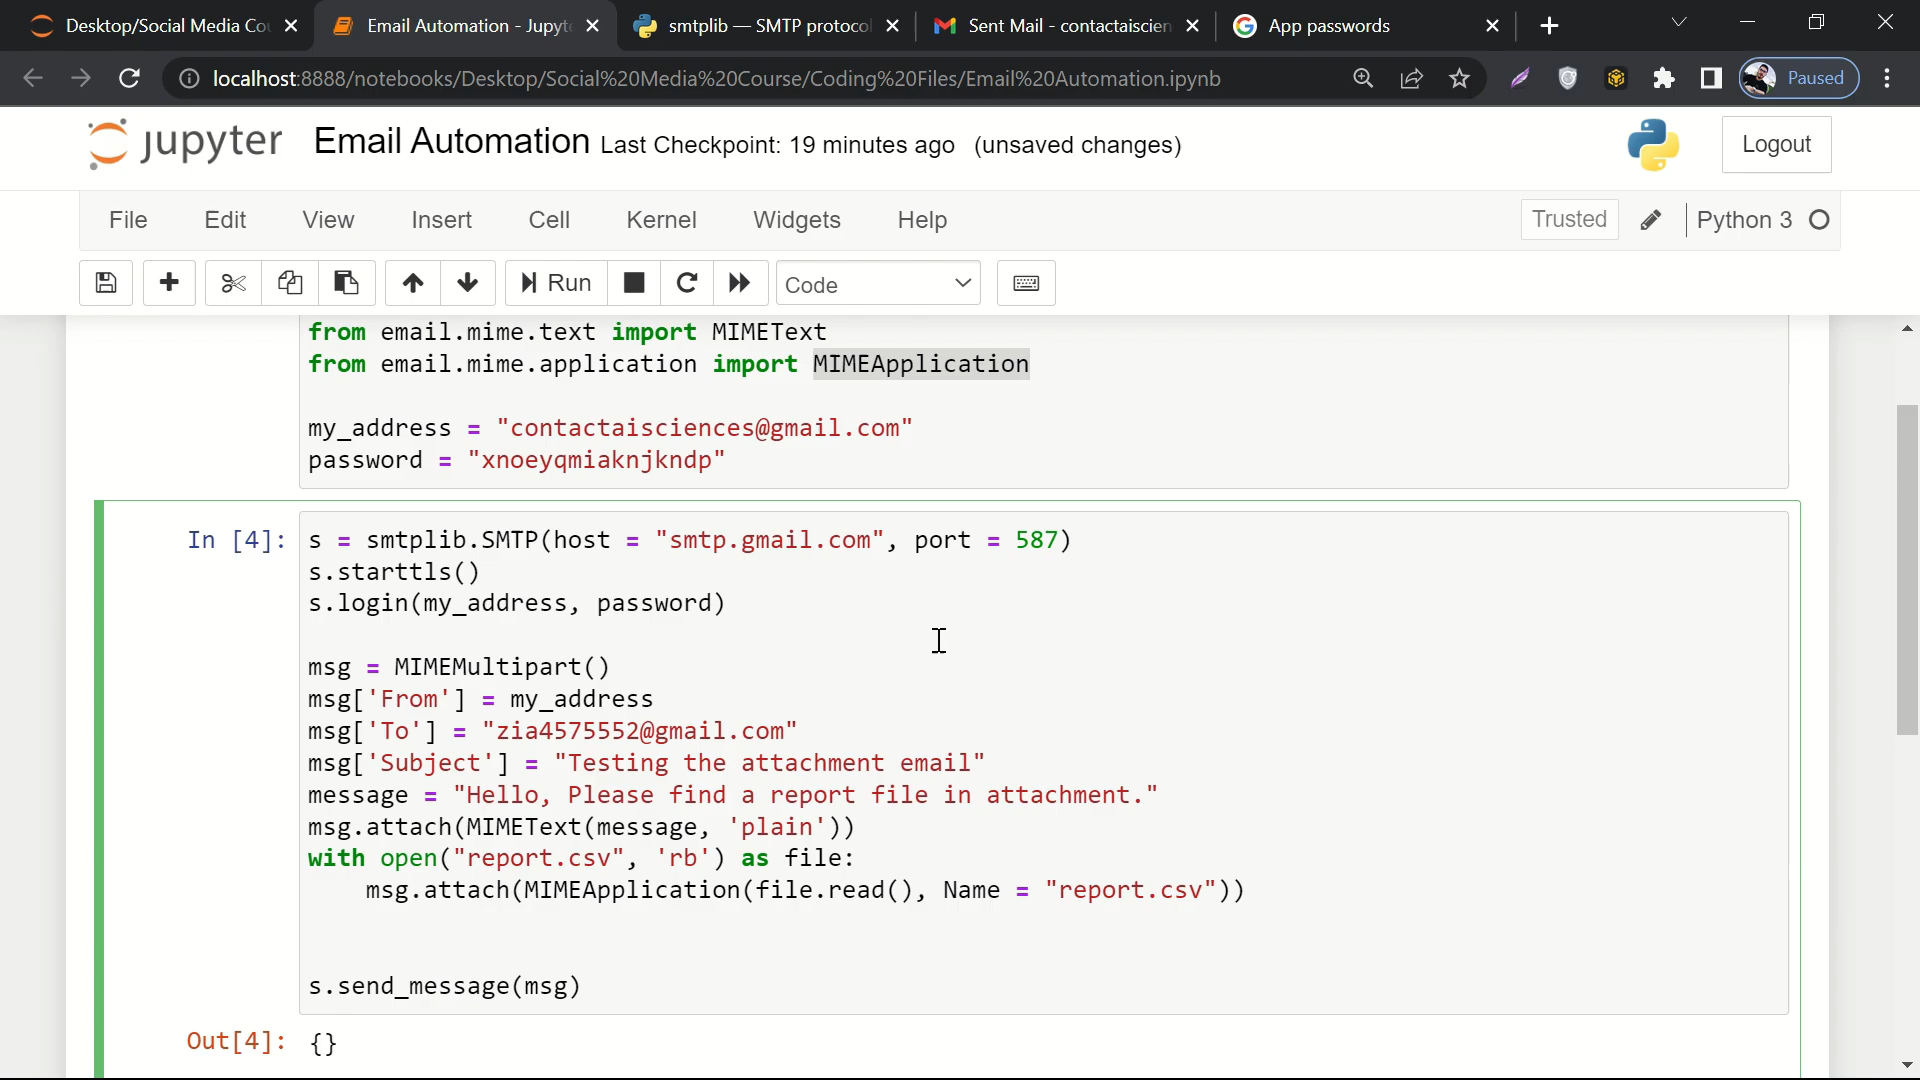 Desktop/Social Media Co
Email Automation - Jupyt
smtplib — SMTP protocol
Sent Mail - contactaiscien
App passwords
localhost:8888/notebooks/Desktop/Social%20Media%20Course/Coding%20Files/Email%20Automation.ipynb
Paused
jupyter Email Automation Last Checkpoint: 19 minutes ago (unsaved changes)
Logout
File Edit View Insert Cell Kernel Widgets Help
Trusted
Python 3
Run
Code
from email.mime.text import MIMEText
from email.mime.application import MIMEApplication
my_address = "contactaisciences@gmail.com"
password = "xnoeyqmiaknjkndp"
In [4]:
s = smtplib.SMTP(host = "smtp.gmail.com", port = 587)
s.starttls()
s.login(my_address, password)
msg = MIMEMultipart()
msg['From'] = my_address
msg['To'] = "zia4575552@gmail.com"
msg['Subject'] = "Testing the attachment email"
message = "Hello, Please find a report file in attachment."
msg.attach(MIMEText(message, 'plain'))
with open("report.csv", 'rb') as file:
    msg.attach(MIMEApplication(file.read(), Name = "report.csv"))
s.send_message(msg)
Out[4]: {}